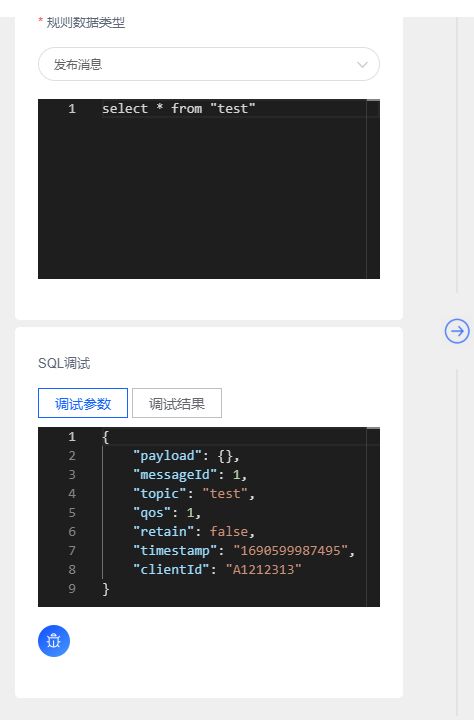 * 规则数据类型
发布消息
1 select * from "test"
SQL调试
调试参数 调试结果
1 {
2 "payload": {},
3 "messageId": 1,
4 "topic": "test",
5 "qos": 1,
6 "retain": false,
7 "timestamp": "1690599987495",
8 "clientId": "A1212313"
9 }